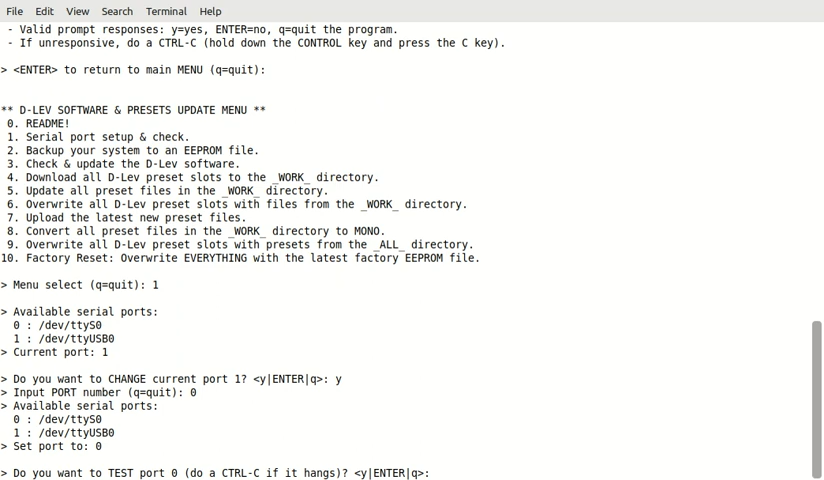 File Edit View Search Terminal Help
- Valid prompt responses: y=yes, ENTER=no, q=quit the program.
- If unresponsive, do a CTRL-C (hold down the CONTROL key and press the C key).
> <ENTER> to return to main MENU (q=quit):
** D-LEV SOFTWARE & PRESETS UPDATE MENU **
0. README!
1. Serial port setup & check.
2. Backup your system to an EEPROM file.
3. Check & update the D-Lev software.
4. Download all D-Lev preset slots to the _WORK_ directory.
5. Update all preset files in the _WORK_ directory.
6. Overwrite all D-Lev preset slots with files from the _WORK_ directory.
7. Upload the latest new preset files.
8. Convert all preset files in the _WORK_ directory to MONO.
9. Overwrite all D-Lev preset slots with presets from the _ALL_ directory.
10. Factory Reset: Overwrite EVERYTHING with the latest factory EEPROM file.
> Menu select (q=quit): 1
> Available serial ports:
0 : /dev/ttyS0
1 : /dev/ttyUSB0
> Current port: 1
> Do you want to CHANGE current port 1? <y|ENTER|q>: y
> Input PORT number (q=quit): 0
> Available serial ports:
0 : /dev/ttyS0
1 : /dev/ttyUSB0
> Set port to: 0
> Do you want to TEST port 0 (do a CTRL-C if it hangs)? <y|ENTER|q>: